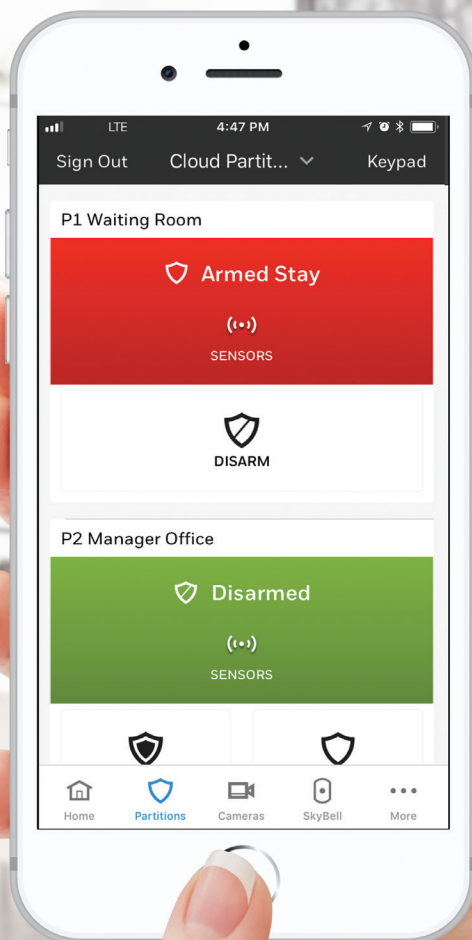 LTE 4:47 PM
Sign Out Cloud Partit... Keypad
P1 Waiting Room
Armed Stay
SENSORS
DISARM
P2 Manager Office
Disarmed
SENSORS
Home Partitions Cameras SkyBell More